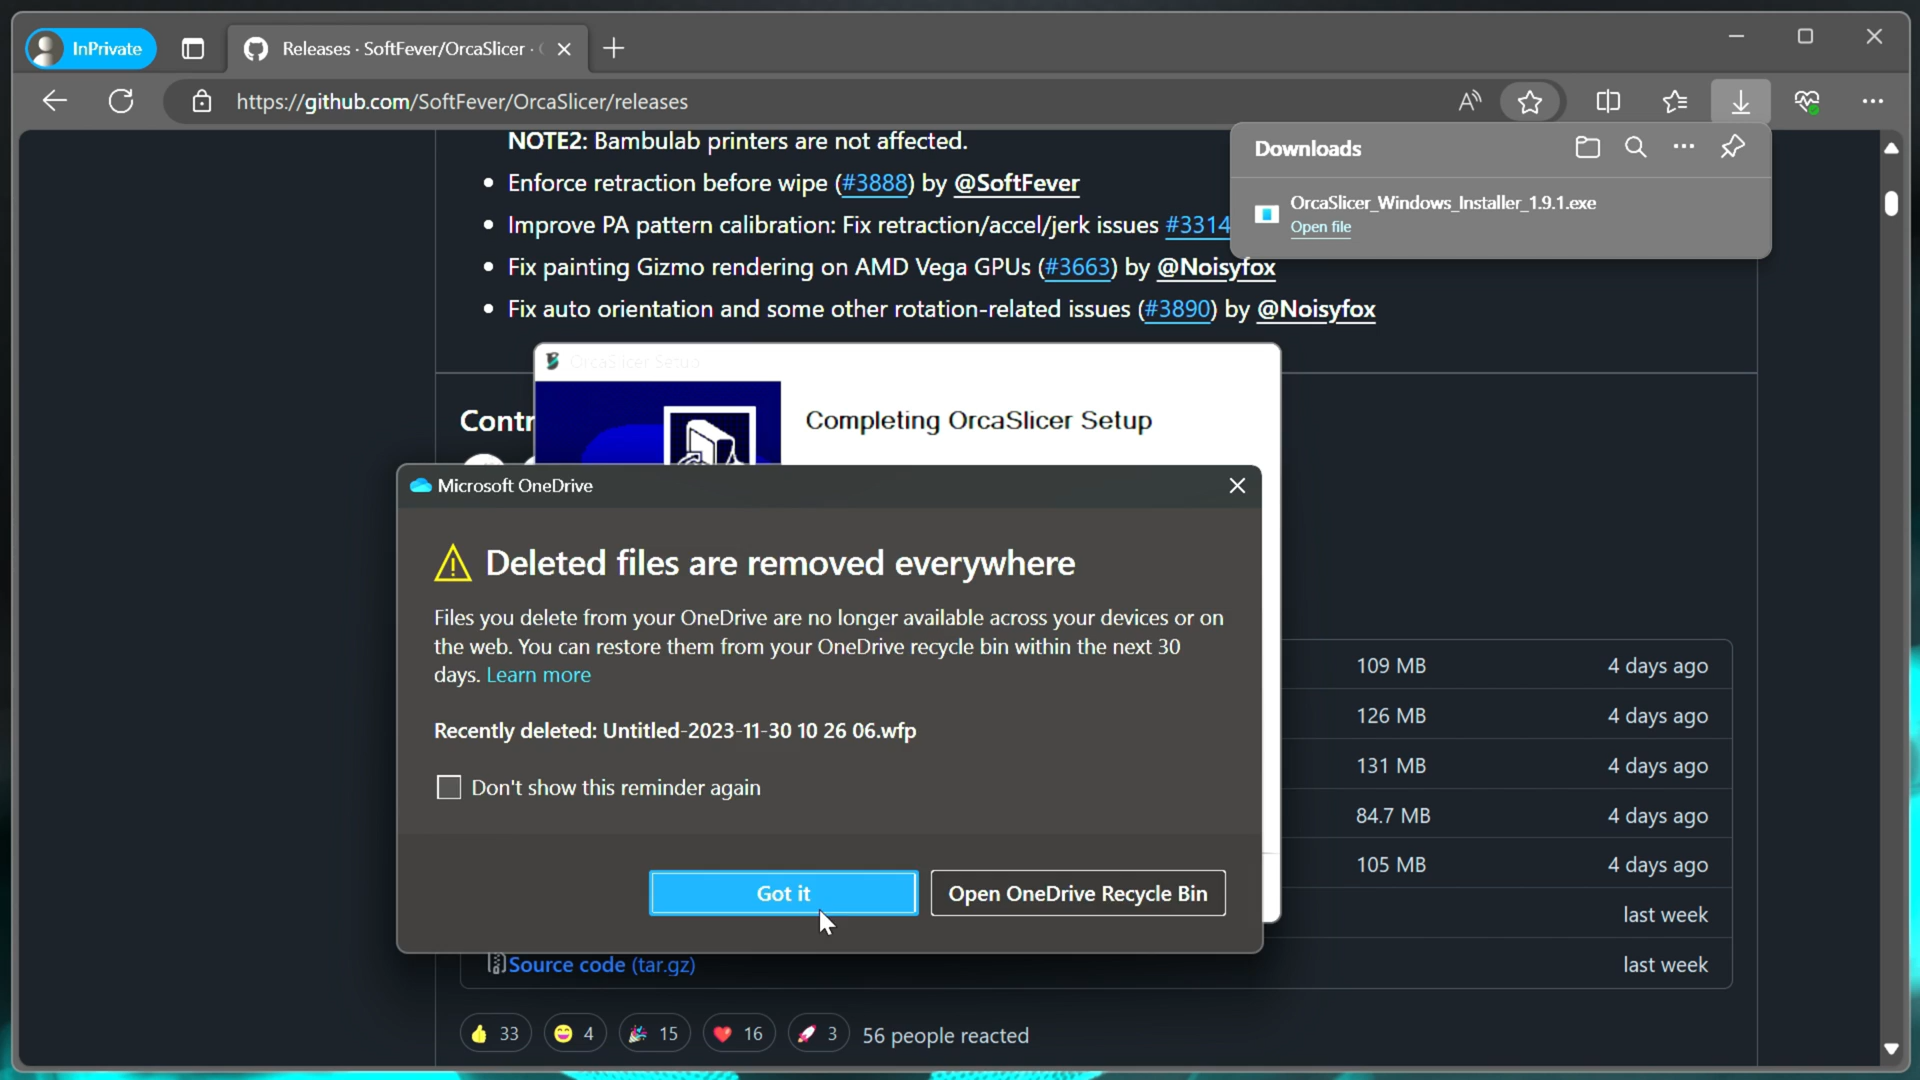 InPrivate
Releases · SoftFever/OrcaSlicer ·
https://github.com/SoftFever/OrcaSlicer/releases
NOTE2: Bambulab printers are not affected.
Enforce retraction before wipe (#3888) by @SoftFever
Improve PA pattern calibration: Fix retraction/accel/jerk issues #3314
Fix painting Gizmo rendering on AMD Vega GPUs (#3663) by @Noisyfox
Fix auto orientation and some other rotation-related issues (#3890) by @Noisyfox
Downloads
OrcaSlicer_Windows_Installer_1.9.1.exe
Open file
OrcaSlicer Setup
Contr
Completing OrcaSlicer Setup
Microsoft OneDrive
Deleted files are removed everywhere
Files you delete from your OneDrive are no longer available across your devices or on
the web. You can restore them from your OneDrive recycle bin within the next 30
days. Learn more
Recently deleted: Untitled-2023-11-30 10 26 06.wfp
Don't show this reminder again
Got it
Open OneDrive Recycle Bin
109 MB 4 days ago
126 MB 4 days ago
131 MB 4 days ago
84.7 MB 4 days ago
105 MB 4 days ago
last week
Source code (tar.gz) last week
33 4 15 16 3 56 people reacted